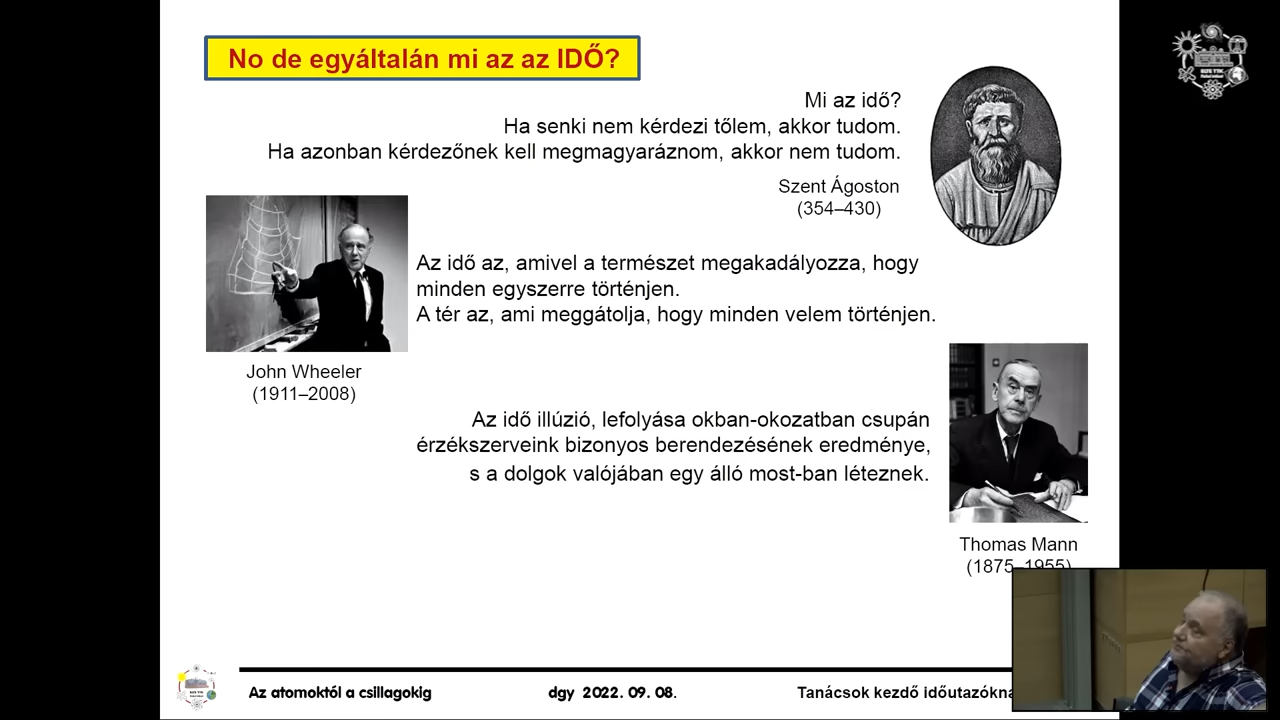 No de egyáltalán mi az az IDŐ?
Mi az idő?
Ha senki nem kérdezi tőlem, akkor tudom.
Ha azonban kérdezőnek kell megmagyaráznom, akkor nem tudom.
Szent Ágoston
(354–430)
Az idő az, amivel a természet megakadályozza, hogy
minden egyszerre történjen.
A tér az, ami meggátolja, hogy minden velem történjen.
John Wheeler
(1911–2008)
Az idő illúzió, lefolyása okban-okozatban csupán
érzékszerveink bizonyos berendezésének eredménye,
s a dolgok valójában egy álló most-ban léteznek.
Thomas Mann
(1875–1955)
Az atomoktól a csillagokig
dgy 2022. 09. 08.
Tanácsok kezdő